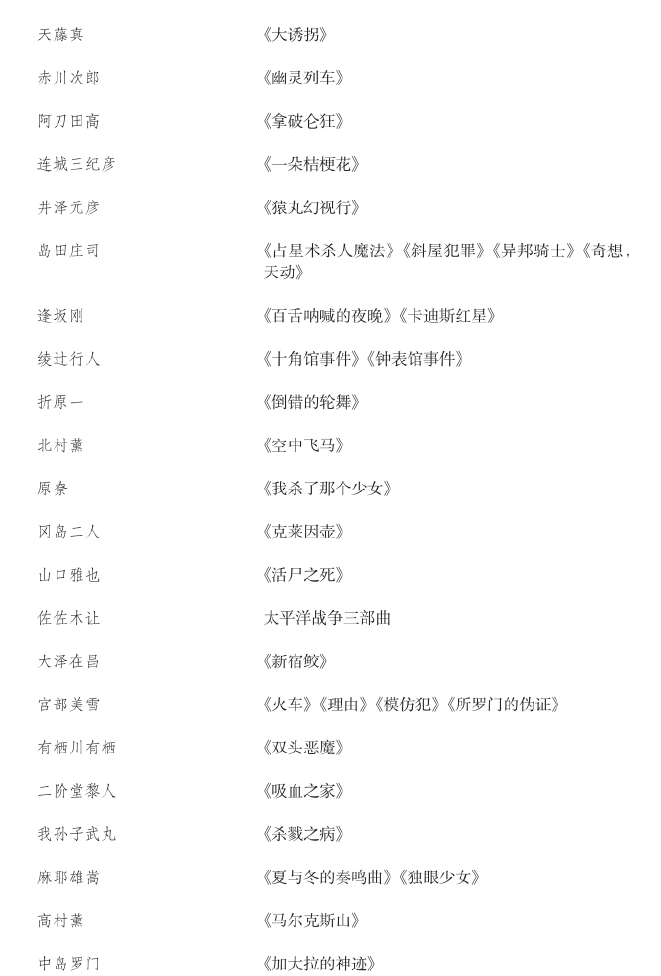 天藤真 《大诱拐》
赤川次郎 《幽灵列车》
阿刀田高 《拿破仑狂》
连城三纪彦 《一朵桔梗花》
井泽元彦 《猿丸幻视行》
岛田庄司 《占星术杀人魔法》《斜屋犯罪》《异邦骑士》《奇想，
天动》
逢坂刚 《百舌呐喊的夜晚》《卡迪斯红星》
绫辻行人 《十角馆事件》《钟表馆事件》
折原一 《倒错的轮舞》
北村薰 《空中飞马》
原尞 《我杀了那个少女》
冈岛二人 《克莱因壶》
山口雅也 《活尸之死》
佐佐木让 太平洋战争三部曲
大泽在昌 《新宿鲛》
宫部美雪 《火车》《理由》《模仿犯》《所罗门的伪证》
有栖川有栖 《双头恶魔》
二阶堂黎人 《吸血之家》
我孙子武丸 《杀戮之病》
麻耶雄嵩 《夏与冬的奏鸣曲》《独眼少女》
高村薰 《马尔克斯山》
中岛罗门 《加大拉的神迹》